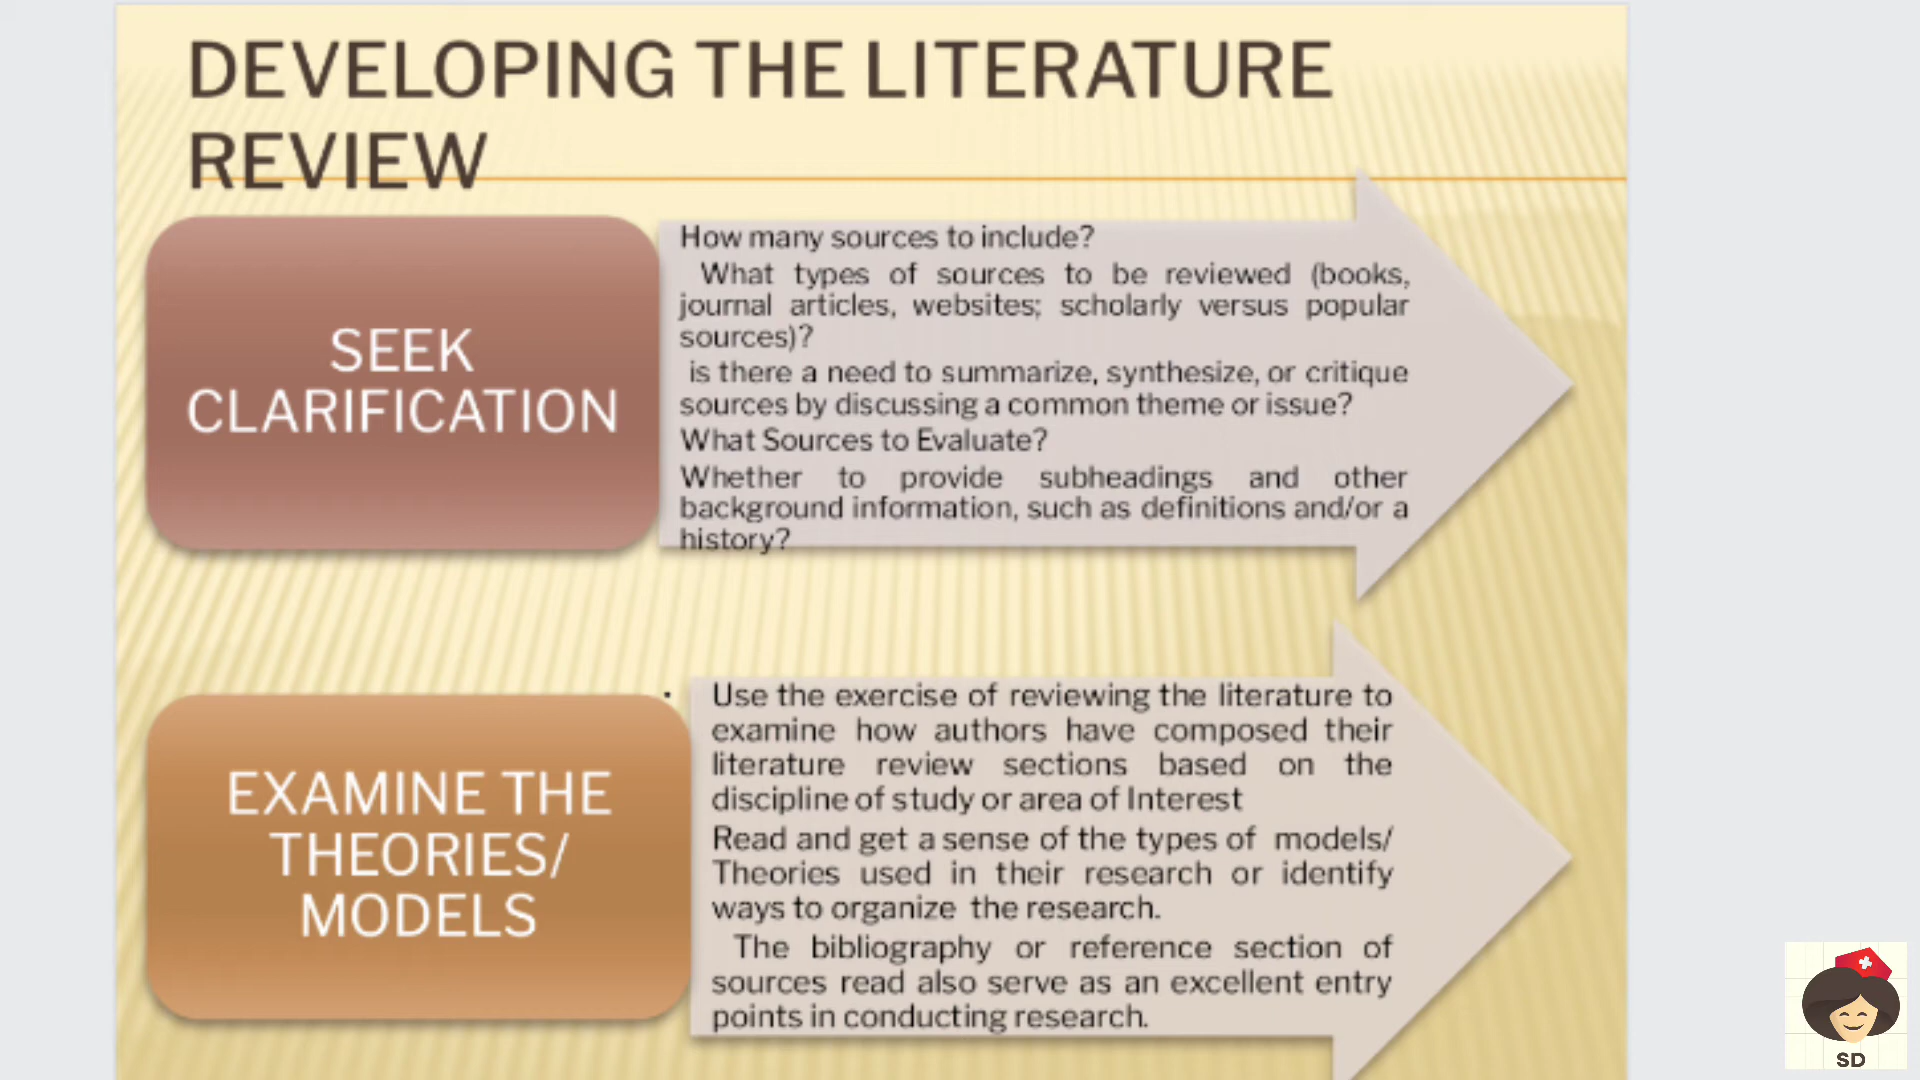 DEVELOPING THE LITERATURE
REVIEW
SEEK
CLARIFICATION
How many sources to include?
What types of sources to be reviewed (books,
journal articles, websites; scholarly versus popular
sources)?
is there a need to summarize, synthesize, or critique
sources by discussing a common theme or issue?
What Sources to Evaluate?
Whether to provide subheadings and other
background information, such as definitions and/or a
history?
EXAMINE THE
THEORIES/
MODELS
• Use the exercise of reviewing the literature to
examine how authors have composed their
literature review sections based on the
discipline of study or area of Interest
Read and get a sense of the types of models/
Theories used in their research or identify
ways to organize the research.
The bibliography or reference section of
sources read also serve as an excellent entry
points in conducting research.
SD